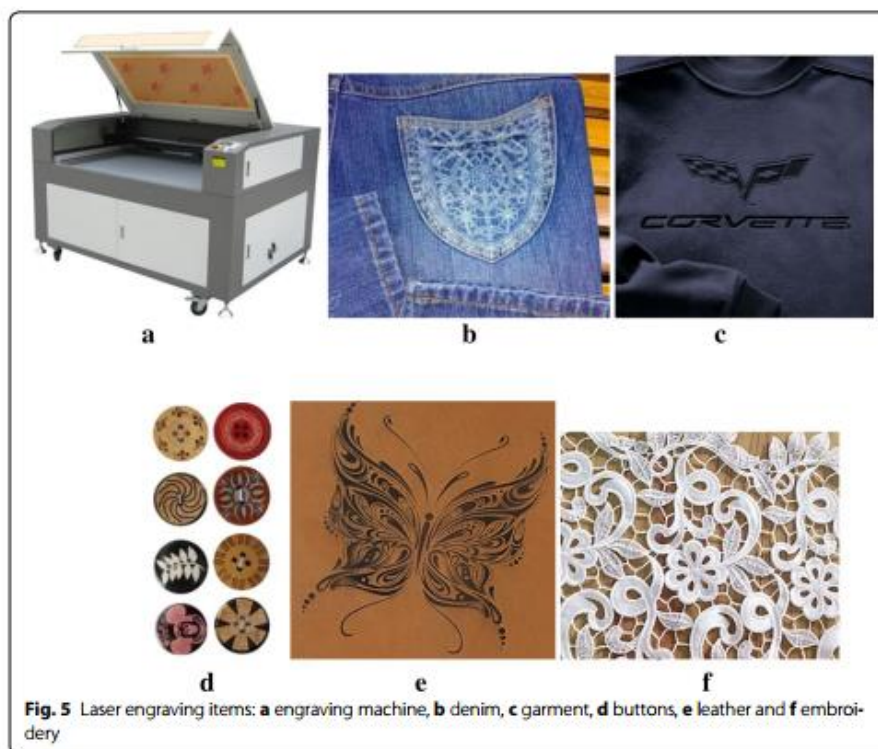 a
b
c
CORVETTE
d
e
f
Fig. 5 Laser engraving items: a engraving machine, b denim, c garment, d buttons, e leather and f embroi-
dery